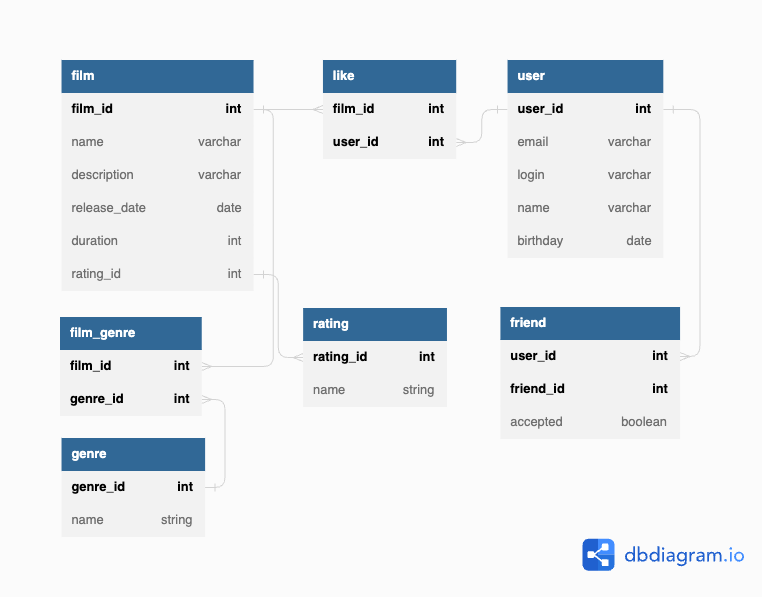 film
film_id int
name varchar
description varchar
release_date date
duration int
rating_id int
like
film_id int
user_id int
user
user_id int
email varchar
login varchar
name varchar
birthday date
film_genre
film_id int
genre_id int
rating
rating_id int
name string
friend
user_id int
friend_id int
accepted boolean
genre
genre_id int
name string
dbdiagram.io